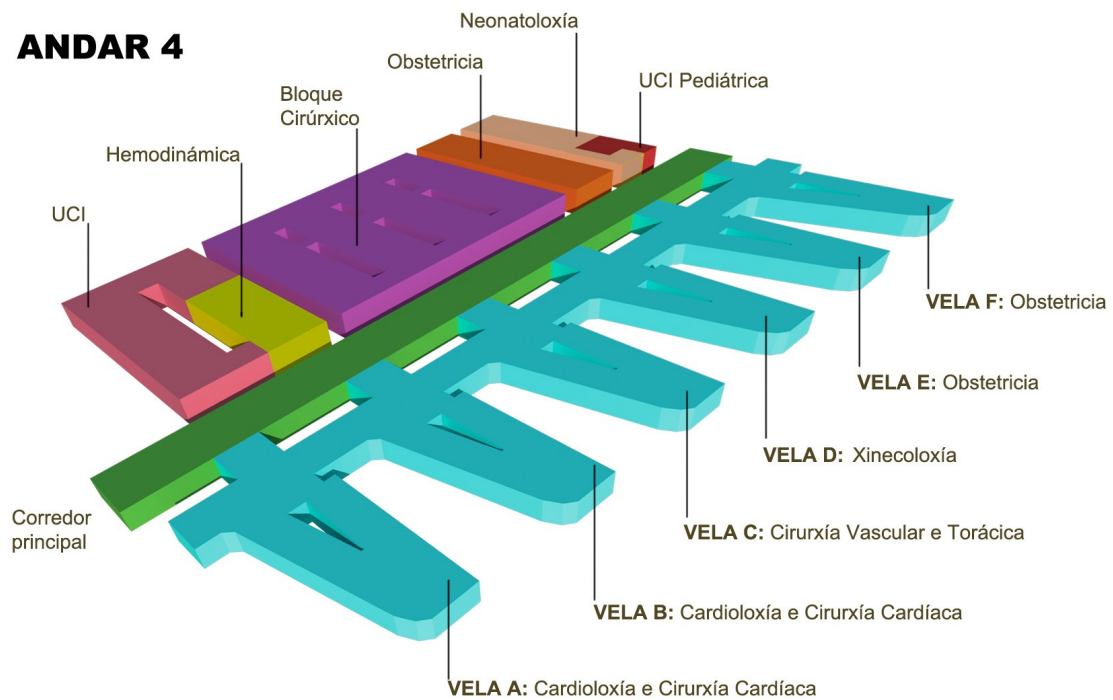 ANDAR 4
Neonatoloxía
Obstetricia
UCI Pediátrica
Bloque
Cirúrxico
Hemodinámica
UCI
VELA F: Obstetricia
VELA E: Obstetricia
VELA D: Xinecoloxía
Corredor
principal
VELA C: Cirurxía Vascular e Torácica
VELA B: Cardioloxía e Cirurxía Cardíaca
VELA A: Cardioloxía e Cirurxía Cardíaca